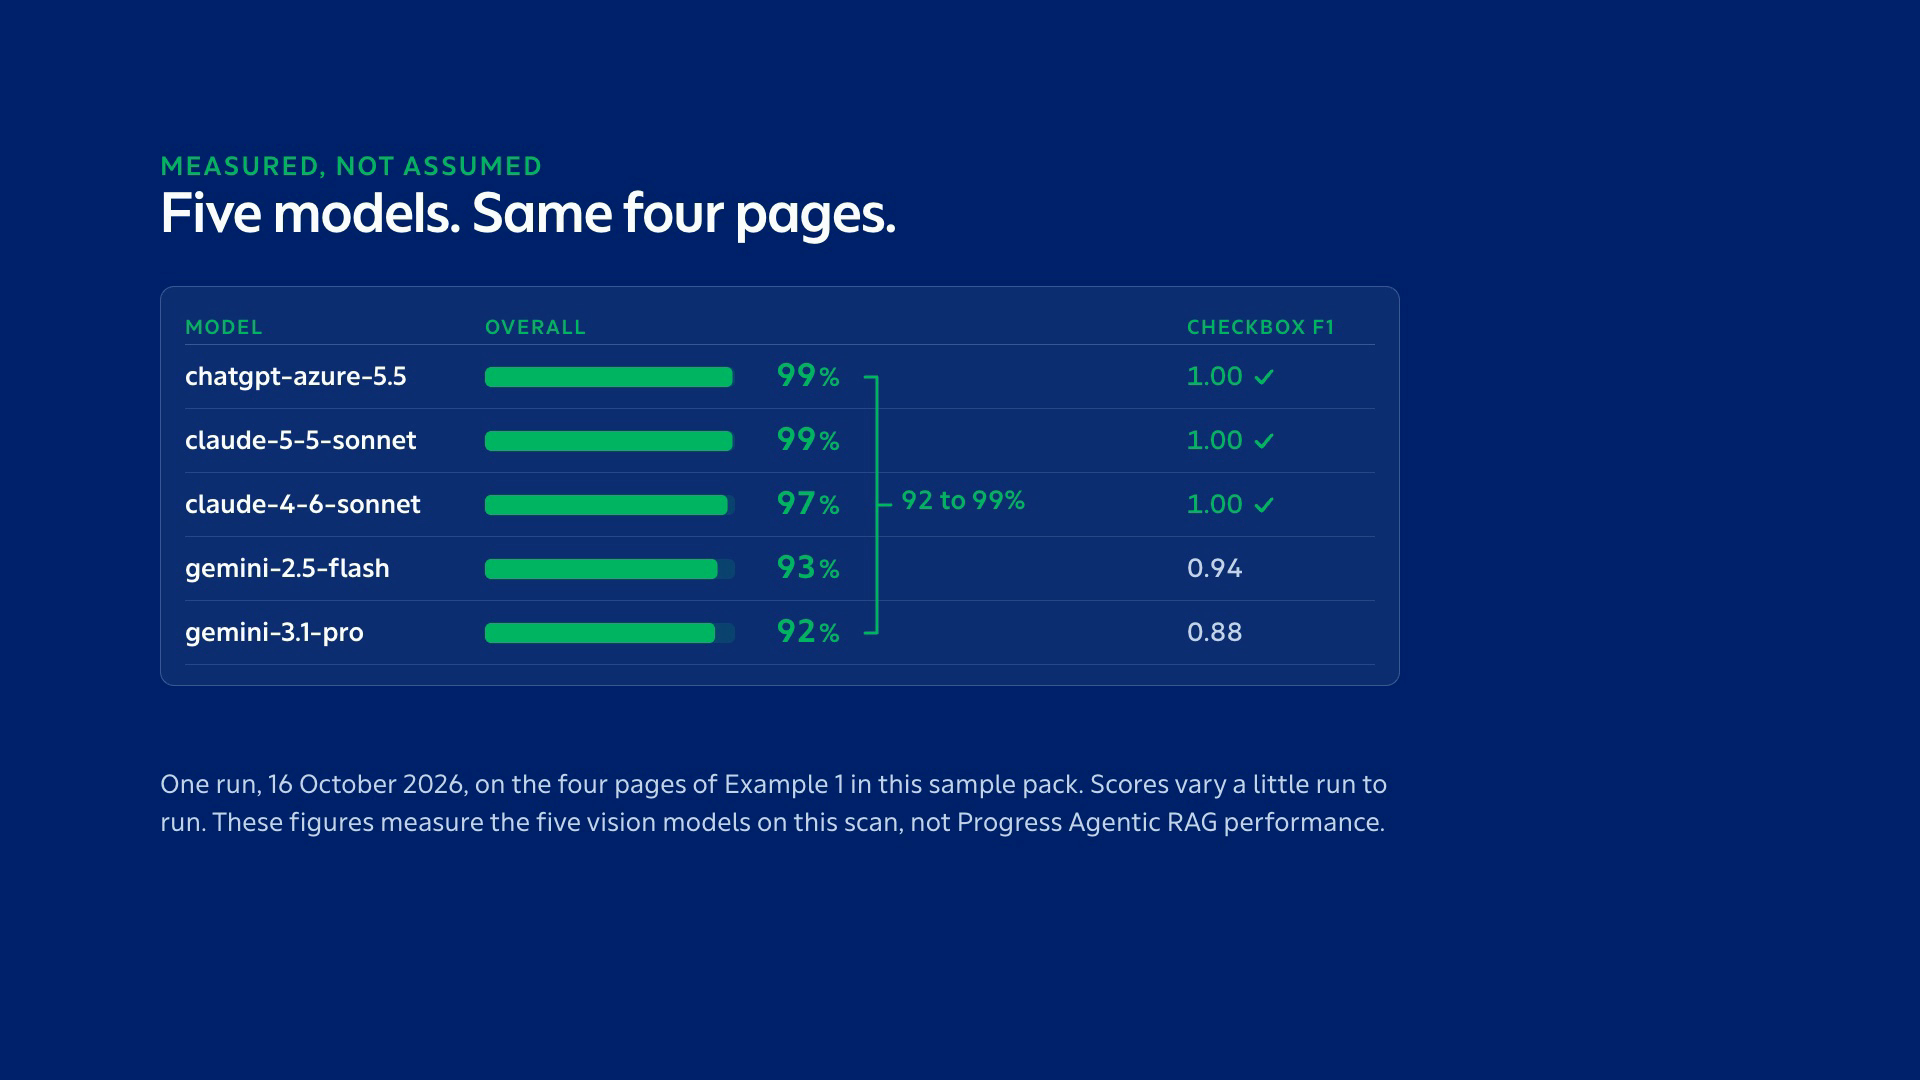 MEASURED, NOT ASSUMED
Five models. Same four pages.
MODEL OVERALL CHECKBOX F1
chatgpt-azure-5.5 99% 1.00 ✓
claude-5-5-sonnet 99% 1.00 ✓
claude-4-6-sonnet 97% 92 to 99% 1.00 ✓
gemini-2.5-flash 93% 0.94
gemini-3.1-pro 92% 0.88
One run, 16 October 2026, on the four pages of Example 1 in this sample pack. Scores vary a little run to
run. These figures measure the five vision models on this scan, not Progress Agentic RAG performance.